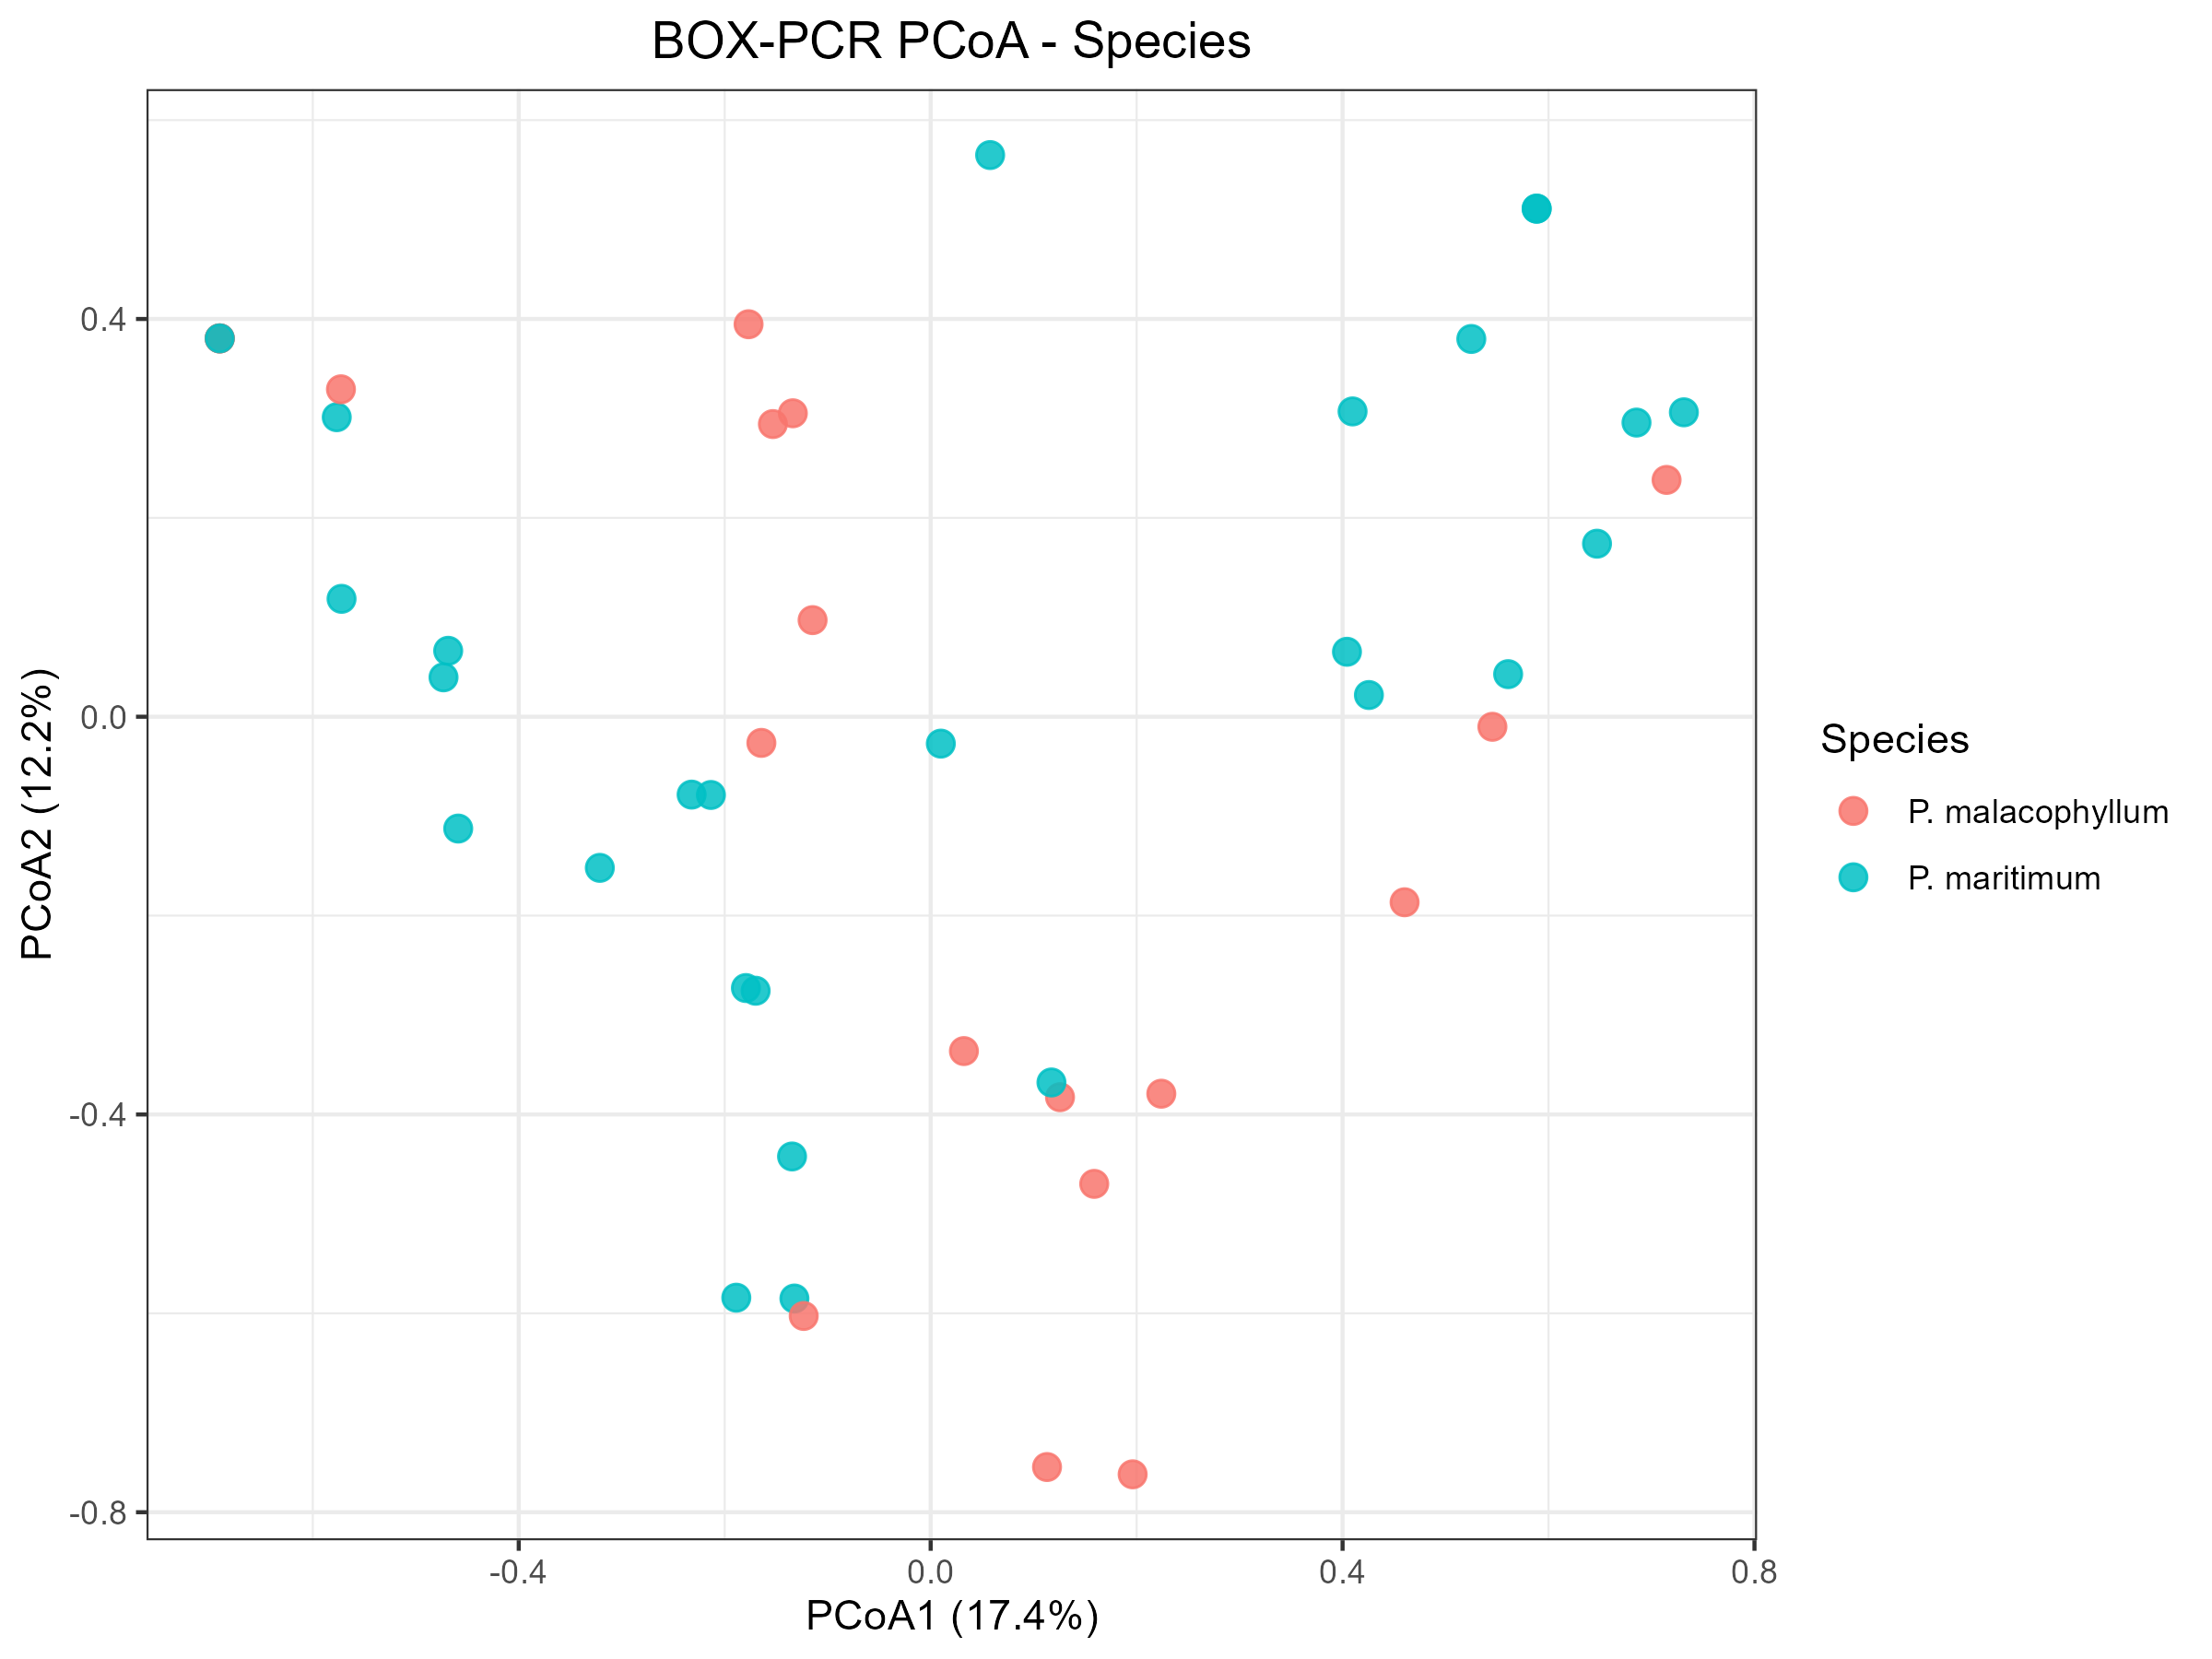 BOX-PCR PCoA - Species
PCoA2 (12.2%)
0.4
0.0
-0.4
-0.8
-0.4
0.0
0.4
0.8
PCoA1 (17.4%)
Species
P. malacophyllum
P. maritimum